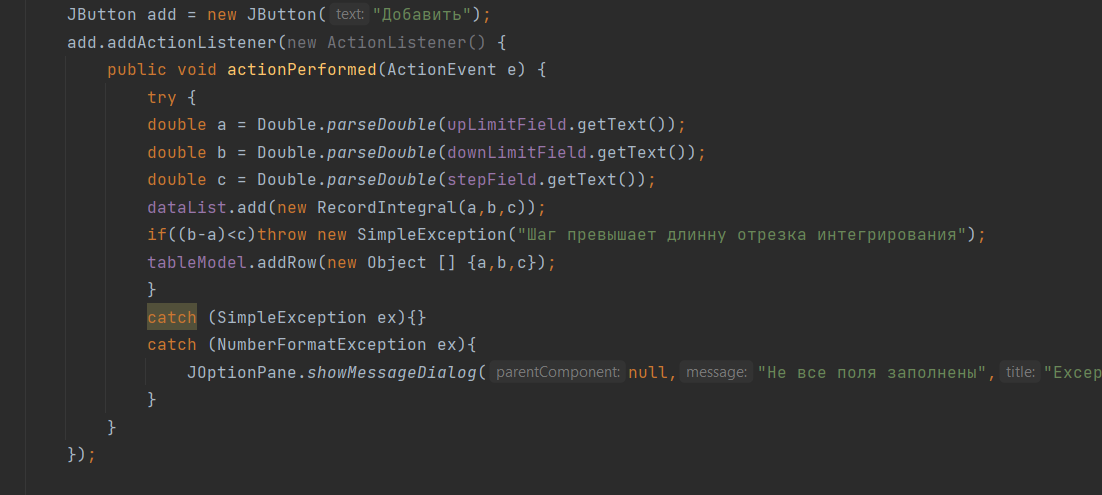 JButton add = new JButton( text: "Добавить");
add.addActionListener(new ActionListener() {
public void actionPerformed(ActionEvent e) {
try {
double a = Double.parseDouble(upLimitField.getText());
double b = Double.parseDouble(downLimitField.getText());
double c = Double.parseDouble(stepField.getText());
dataList.add(new RecordIntegral(a,b,c));
if((b-a)<c)throw new SimpleException("Шаг превышает длинну отрезка интегрирования");
tableModel.addRow(new Object [] {a,b,c});
}
catch (SimpleException ex){}
catch (NumberFormatException ex){
JOptionPane.showMessageDialog( parentComponent: null, message: "Не все поля заполнены", title: "Excep
}
}
});